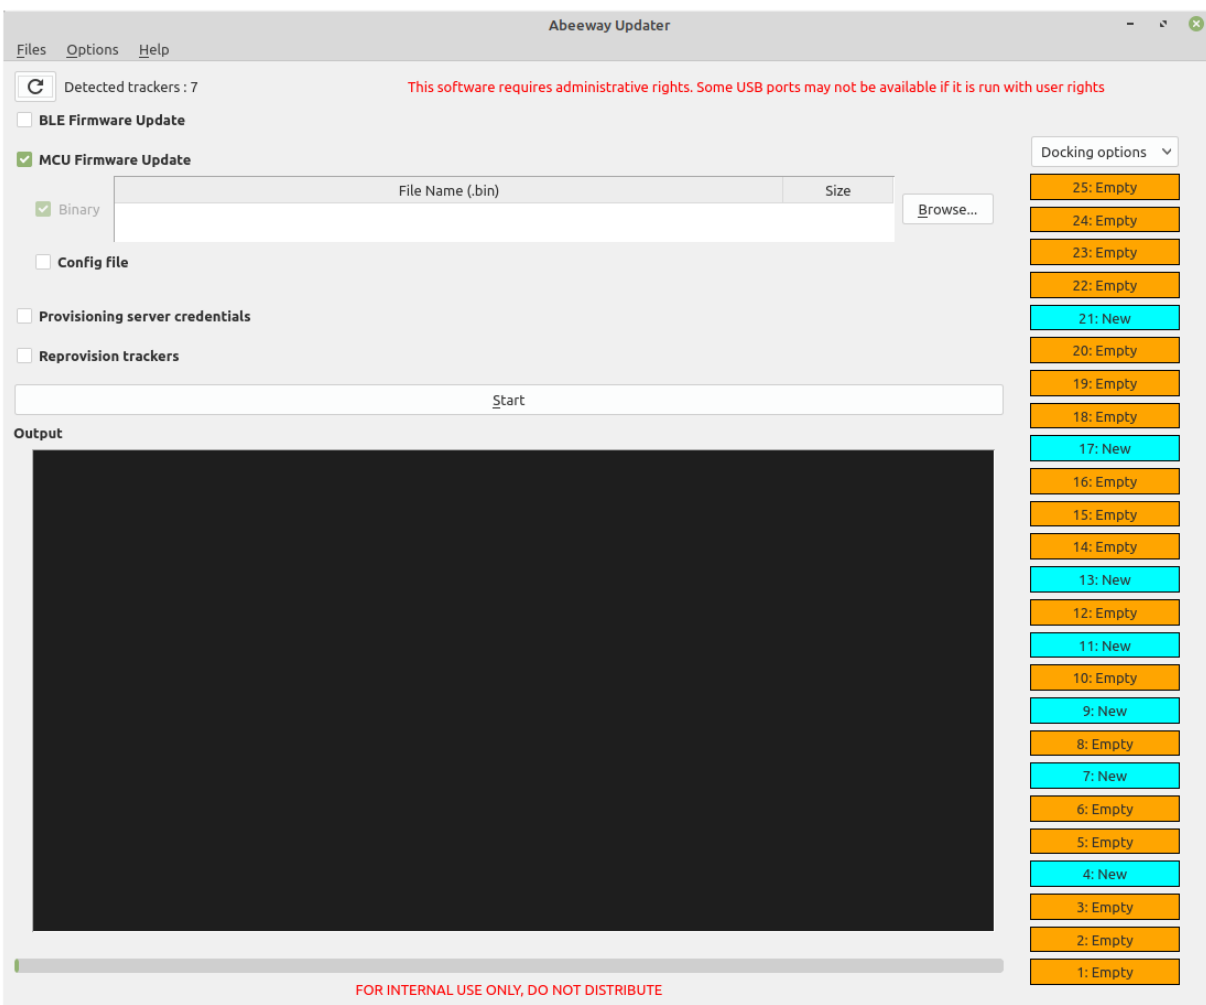 Abeeway Updater
Files Options Help
Detected trackers : 7
This software requires administrative rights. Some USB ports may not be available if it is run with user rights
BLE Firmware Update
MCU Firmware Update
File Name (.bin) Size
Binary
Browse...
Config file
Provisioning server credentials
Reprovision trackers
Start
Output
FOR INTERNAL USE ONLY, DO NOT DISTRIBUTE
Docking options
25: Empty
24: Empty
23: Empty
22: Empty
21: New
20: Empty
19: Empty
18: Empty
17: New
16: Empty
15: Empty
14: Empty
13: New
12: Empty
11: New
10: Empty
9: New
8: Empty
7: New
6: Empty
5: Empty
4: New
3: Empty
2: Empty
1: Empty